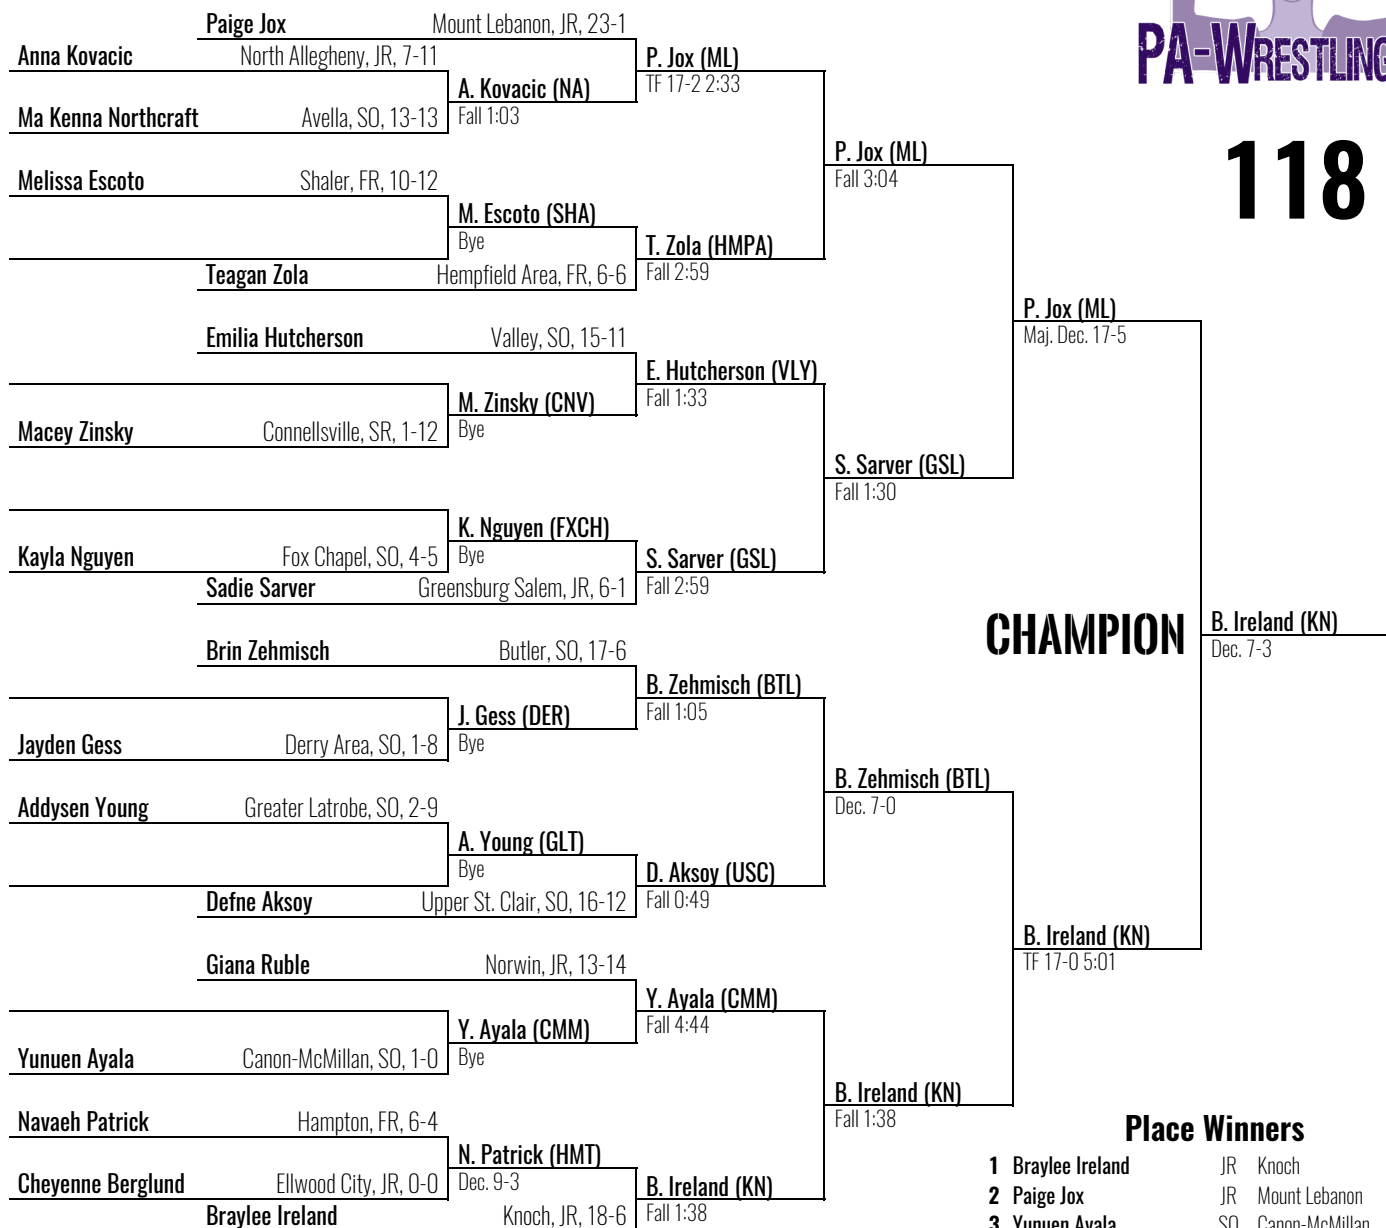 Paige Jox Mount Lebanon, JR, 23-1
Anna Kovacic North Allegheny, JR, 7-11
P. Jox (ML)
TF 17-2 2:33
A. Kovacic (NA)
Fall 1:03
Ma Kenna Northcraft Avella, SO, 13-13
PA-WRESTLING
118
P. Jox (ML)
Fall 3:04
Melissa Escoto Shaler, FR, 10-12
M. Escoto (SHA)
Bye
T. Zola (HMPA)
Fall 2:59
Teagan Zola Hempfield Area, FR, 6-6
P. Jox (ML)
Maj. Dec. 17-5
Emilia Hutcherson Valley, SO, 15-11
E. Hutcherson (VLY)
Fall 1:33
M. Zinsky (CNV)
Bye
Macey Zinsky Connellsville, SR, 1-12
S. Sarver (GSL)
Fall 1:30
K. Nguyen (FXCH)
Bye
Kayla Nguyen Fox Chapel, SO, 4-5
S. Sarver (GSL)
Fall 2:59
Sadie Sarver Greensburg Salem, JR, 6-1
CHAMPION
B. Ireland (KN)
Dec. 7-3
Brin Zehmisch Butler, SO, 17-6
B. Zehmisch (BTL)
Fall 1:05
J. Gess (DER)
Bye
Jayden Gess Derry Area, SO, 1-8
B. Zehmisch (BTL)
Dec. 7-0
Addysen Young Greater Latrobe, SO, 2-9
A. Young (GLT)
Bye
D. Aksoy (USC)
Fall 0:49
Defne Aksoy Upper St. Clair, SO, 16-12
B. Ireland (KN)
TF 17-0 5:01
Giana Ruble Norwin, JR, 13-14
Y. Ayala (CMM)
Fall 4:44
Y. Ayala (CMM)
Bye
Yunuen Ayala Canon-McMillan, SO, 1-0
B. Ireland (KN)
Fall 1:38
Navaeh Patrick Hampton, FR, 6-4
N. Patrick (HMT)
Dec. 9-3
Cheyenne Berglund Ellwood City, JR, 0-0
B. Ireland (KN)
Fall 1:38
Braylee Ireland Knoch, JR, 18-6
Place Winners
1 Braylee Ireland JR Knoch
2 Paige Jox JR Mount Lebanon
3 Yunuen Ayala SO Canon-McMillan